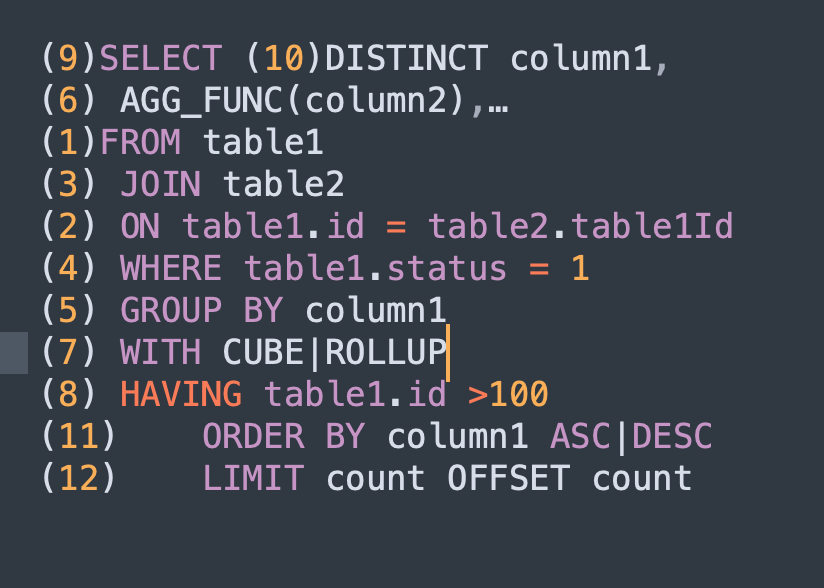 (9)SELECT (10)DISTINCT column1,
(6) AGG_FUNC(column2),…
(1)FROM table1
(3) JOIN table2
(2) ON table1.id = table2.table1Id
(4) WHERE table1.status = 1
(5) GROUP BY column1
(7) WITH CUBE|ROLLUP
(8) HAVING table1.id >100
(11)    ORDER BY column1 ASC|DESC
(12)    LIMIT count OFFSET count